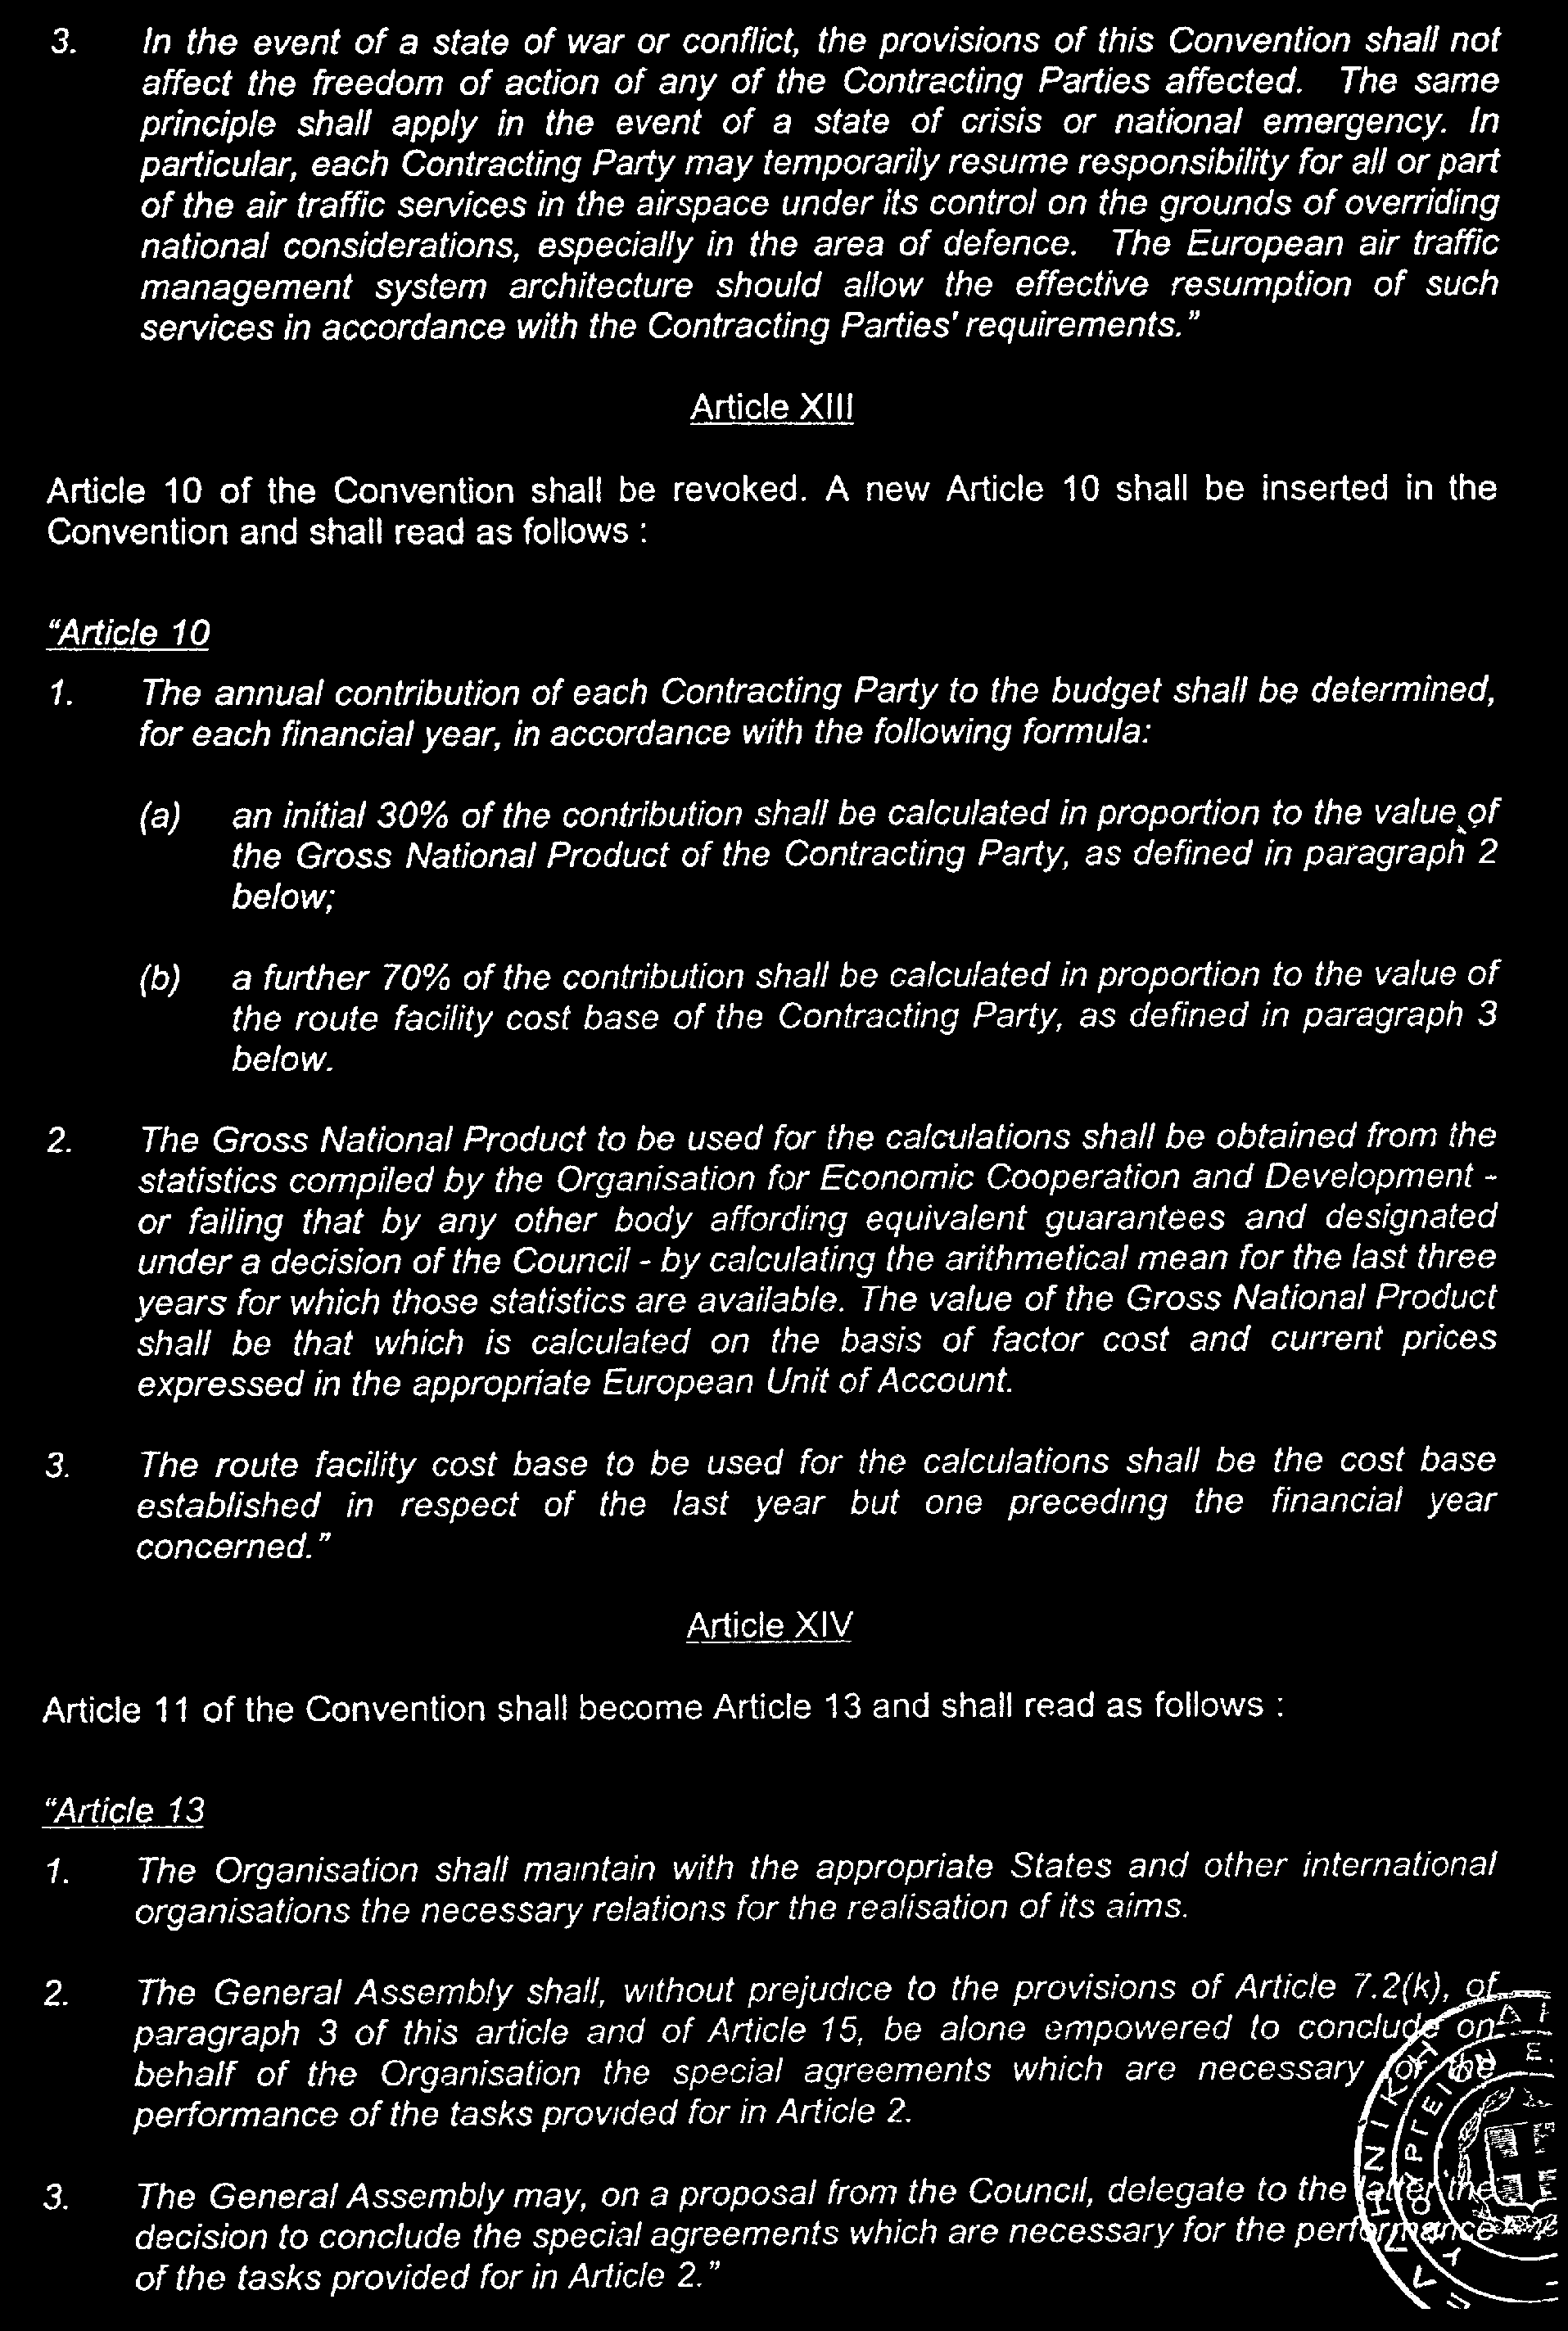 3. In the event of a state of war or conflict, the provisions of this Convention shall not
affect the freedom of action of any of the Contracting Parties affected. The same
principle shall apply in the event of a state of crisis or national emergency. In
particular, each Contracting Party may temporarily resume responsibility for all or part
of the air traffic services in the airspace under its control on the grounds of overriding
national considerations, especially in the area of defence. The European air traffic
management system architecture should allow the effective resumption of such
services in accordance with the Contracting Parties' requirements."
Article XIII
Article 10 of the Convention shall be revoked. A new Article 10 shall be inserted in the
Convention and shall read as follows :
"Article 10
1. The annual contribution of each Contracting Party to the budget shall be determined,
for each financial year, in accordance with the following formula:
(a) an initial 30% of the contribution shall be calculated in proportion to the value of
the Gross National Product of the Contracting Party, as defined in paragraph 2
below;
(b) a further 70% of the contribution shall be calculated in proportion to the value of
the route facility cost base of the Contracting Party, as defined in paragraph 3
below.
2. The Gross National Product to be used for the calculations shall be obtained from the
statistics compiled by the Organisation for Economic Cooperation and Development -
or failing that by any other body affording equivalent guarantees and designated
under a decision of the Council - by calculating the arithmetical mean for the last three
years for which those statistics are available. The value of the Gross National Product
shall be that which is calculated on the basis of factor cost and current prices
expressed in the appropriate European Unit of Account.
3. The route facility cost base to be used for the calculations shall be the cost base
established in respect of the last year but one preceding the financial year
concerned."
Article XIV
Article 11 of the Convention shall become Article 13 and shall read as follows :
"Article 13
1. The Organisation shall maintain with the appropriate States and other international
organisations the necessary relations for the realisation of its aims.
2. The General Assembly shall, without prejudice to the provisions of Article 7.2(k), of
paragraph 3 of this article and of Article 15, be alone empowered to conclude on
behalf of the Organisation the special agreements which are necessary for the
performance of the tasks provided for in Article 2.
3. The General Assembly may, on a proposal from the Council, delegate to the latter the
decision to conclude the special agreements which are necessary for the performance
of the tasks provided for in Article 2."